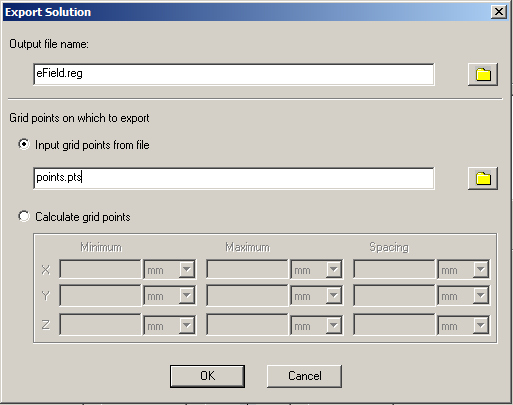 Export Solution
Output file name:
eField.reg
Grid points on which to export
Input grid points from file
points.pts
Calculate grid points
Minimum Maximum Spacing
X mm mm mm
Y mm mm mm
Z mm mm mm
OK Cancel